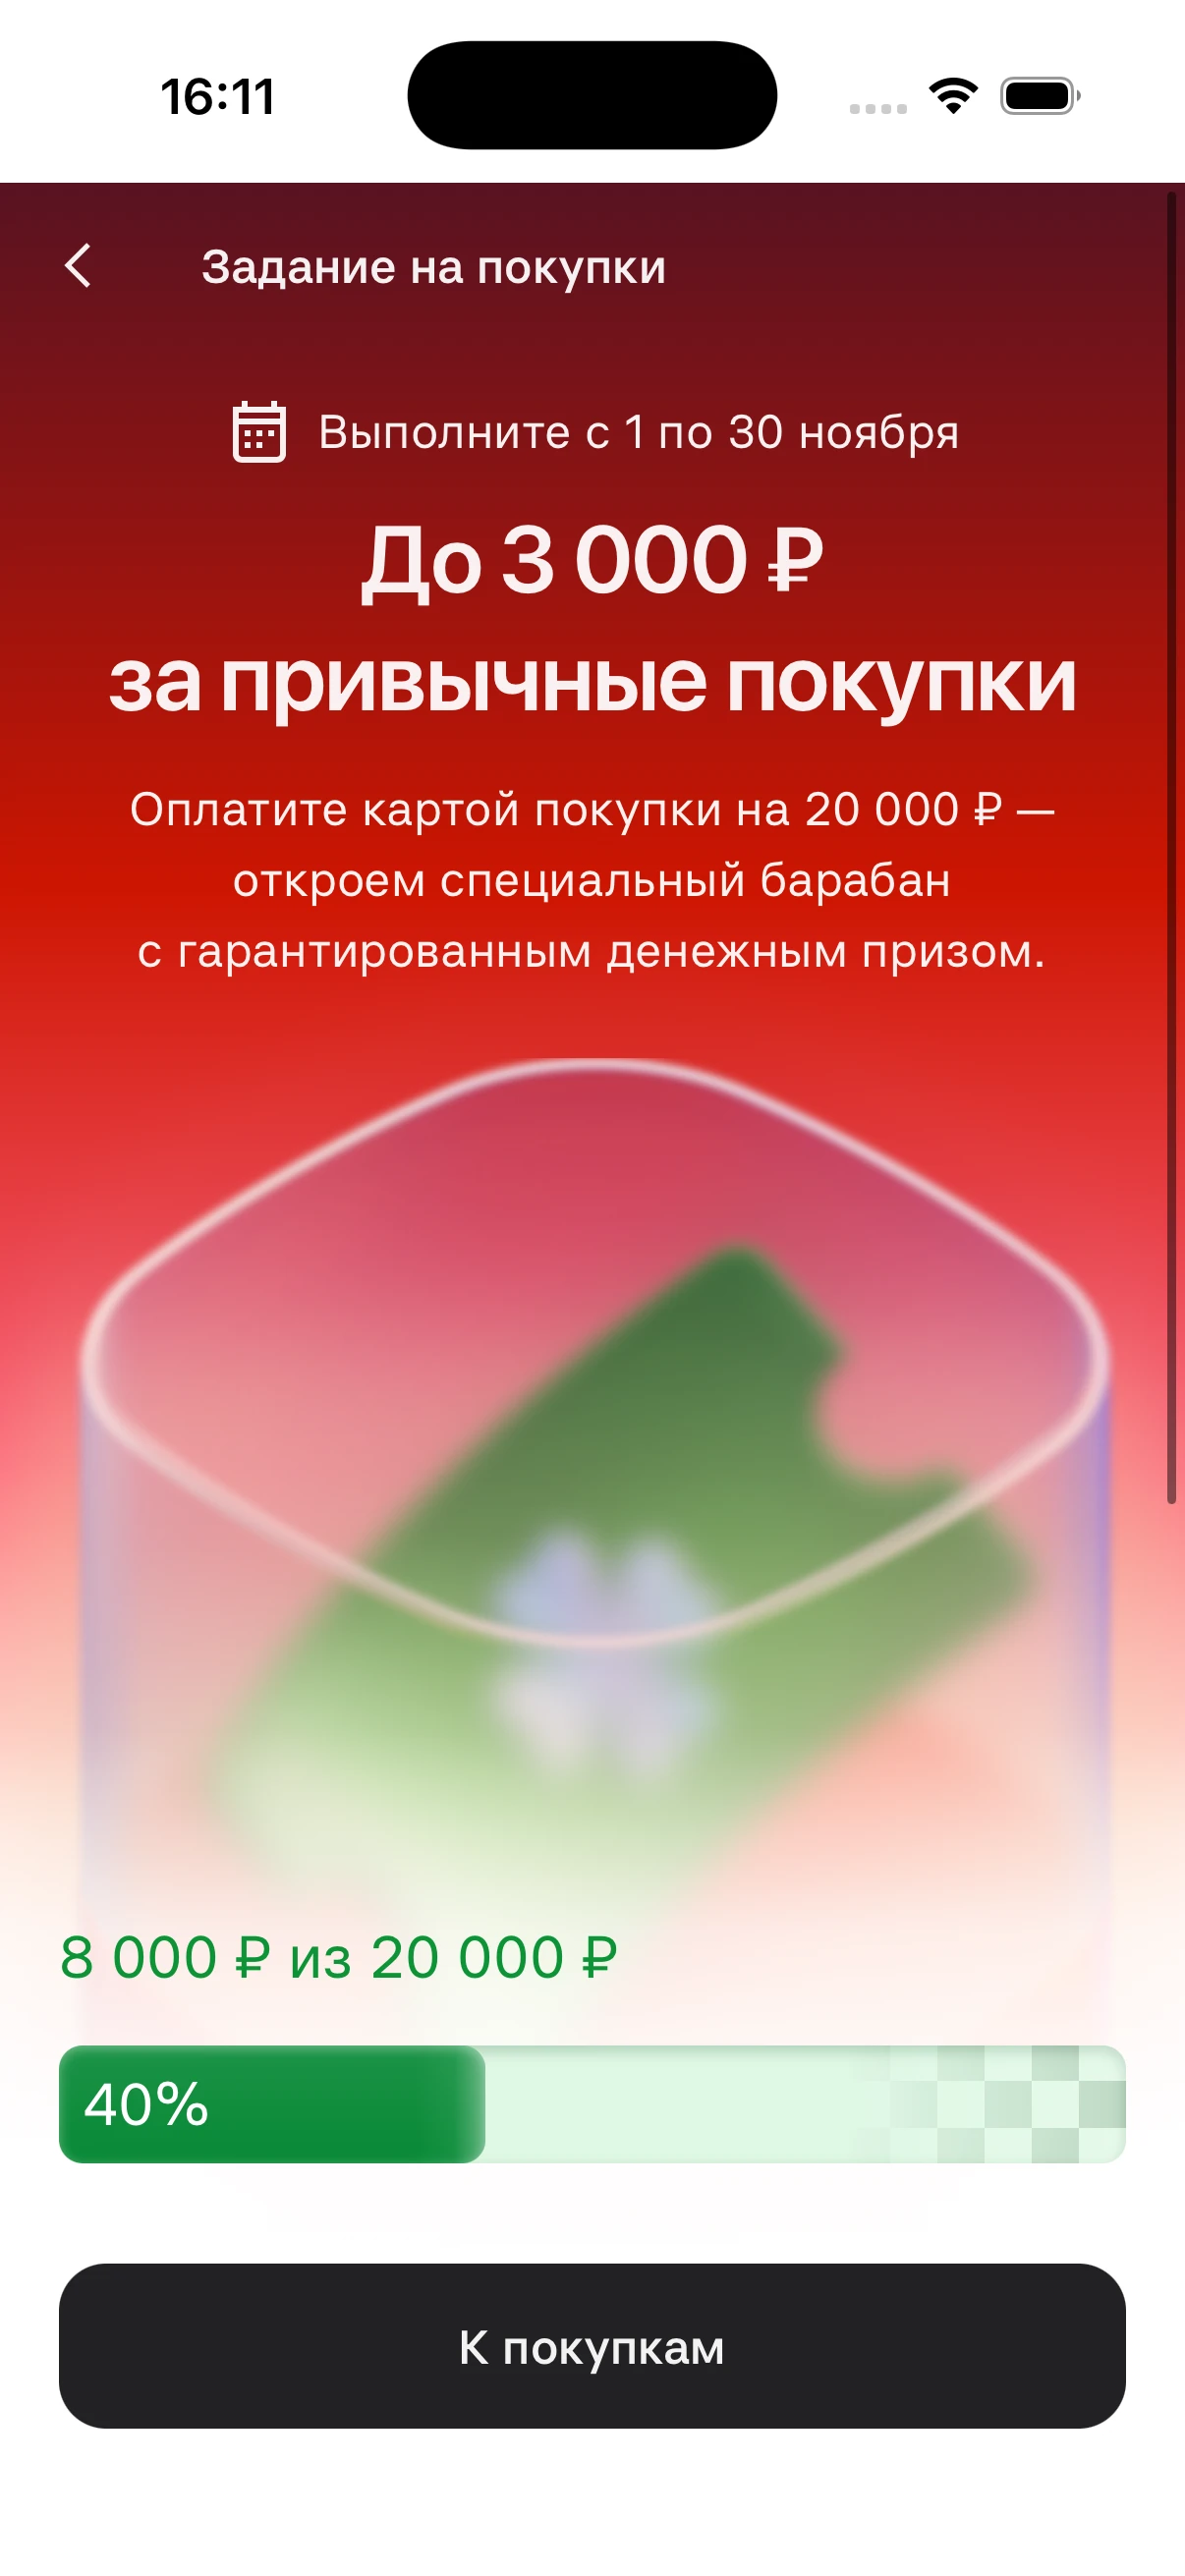 16:11
Задание на покупки
Выполните с 1 по 30 ноября
До 3 000 ₽
за привычные покупки
Оплатите картой покупки на 20 000 ₽ —
откроем специальный барабан
с гарантированным денежным призом.
8 000 ₽ из 20 000 ₽
40%
К покупкам